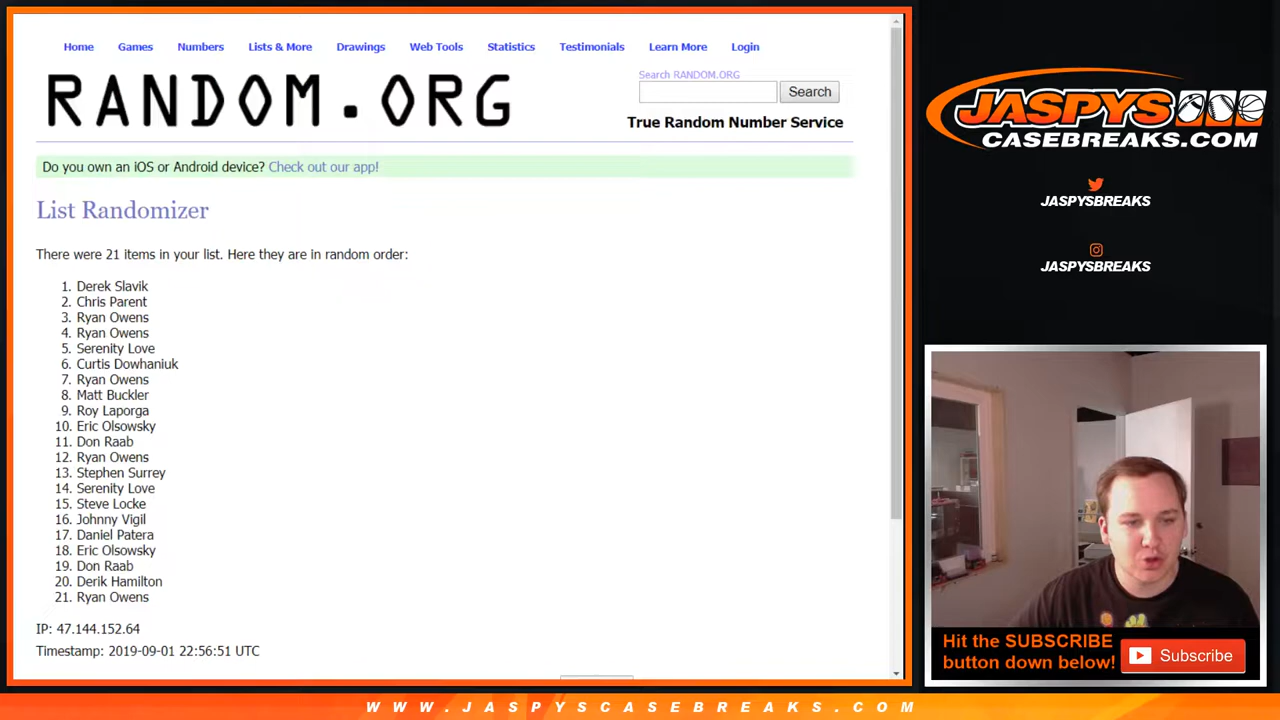 Home Games Numbers Lists & More Drawings Web Tools Statistics Testimonials Learn More Login
RANDOM.ORG
Search RANDOM.ORG
Search
True Random Number Service
Do you own an iOS or Android device? Check out our app!
List Randomizer
There were 21 items in your list. Here they are in random order:
1. Derek Slavik
2. Chris Parent
3. Ryan Owens
4. Ryan Owens
5. Serenity Love
6. Curtis Dowhaniuk
7. Ryan Owens
8. Matt Buckler
9. Roy Laporga
10. Eric Olsowsky
11. Don Raab
12. Ryan Owens
13. Stephen Surrey
14. Serenity Love
15. Steve Locke
16. Johnny Vigil
17. Daniel Patera
18. Eric Olsowsky
19. Don Raab
20. Derik Hamilton
21. Ryan Owens
IP: 47.144.152.64
Timestamp: 2019-09-01 22:56:51 UTC
JASPYS
CASEBREAKS.COM
JASPYSBREAKS
JASPYSBREAKS
Hit the SUBSCRIBE
button down below!
Subscribe
WWW.JASPYSCASEBREAKS.COM